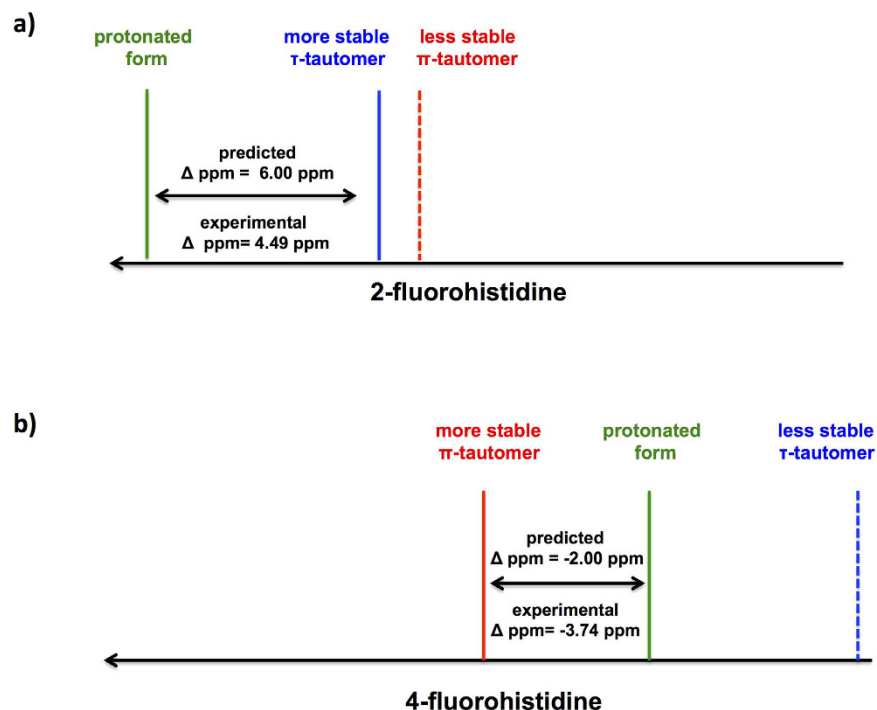 a)
protonated
form
more stable
τ-tautomer
less stable
π-tautomer
predicted
Δ ppm = 6.00 ppm
experimental
Δ ppm= 4.49 ppm
2-fluorohistidine
b)
more stable
π-tautomer
protonated
form
less stable
τ-tautomer
predicted
Δ ppm = -2.00 ppm
experimental
Δ ppm= -3.74 ppm
4-fluorohistidine